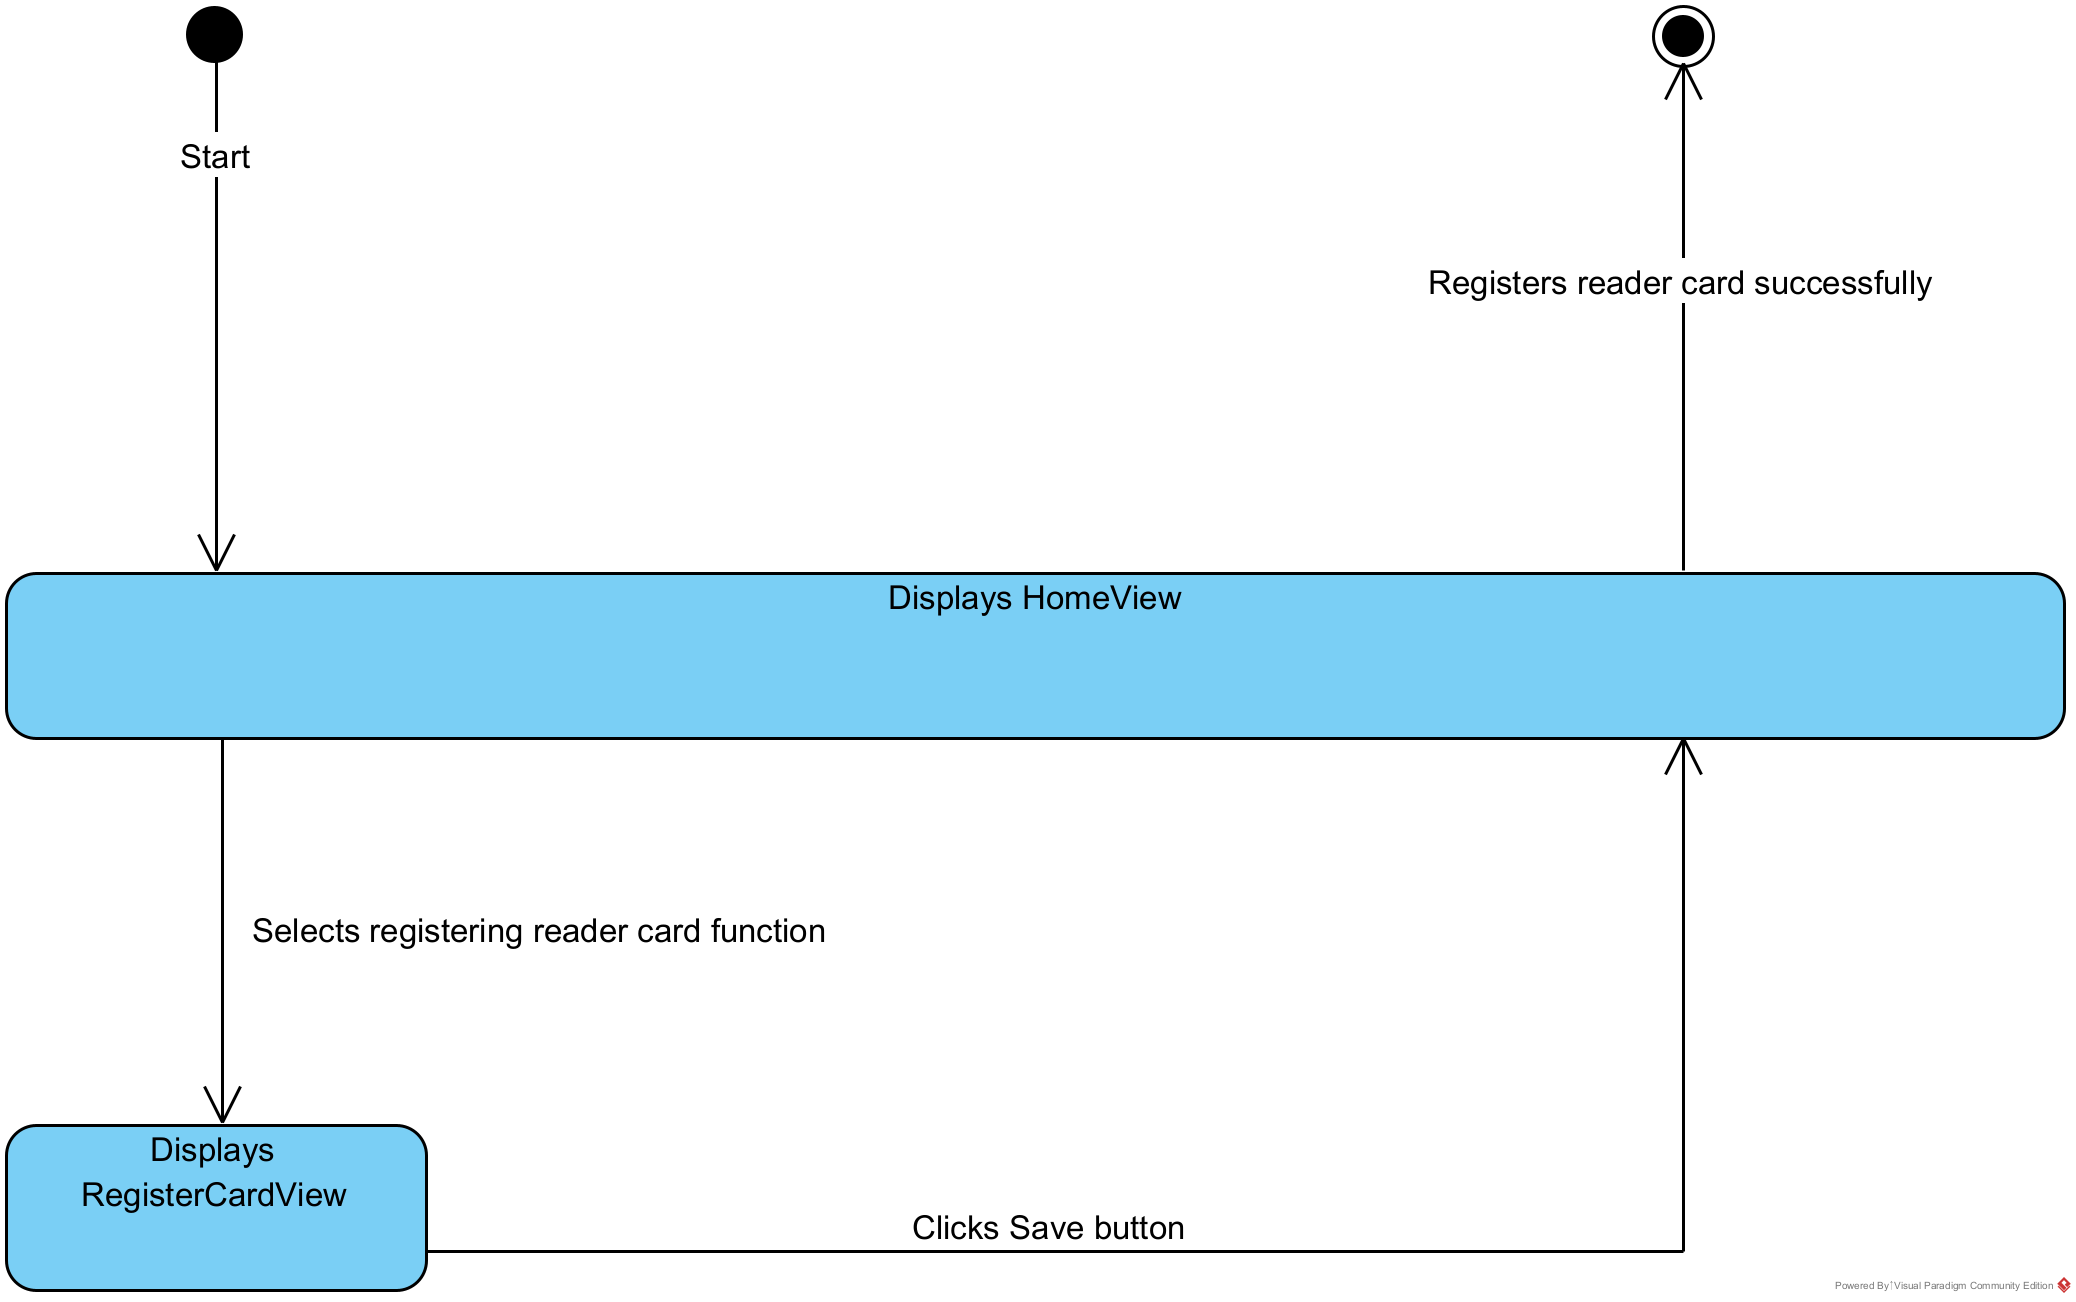 Start
Registers reader card successfully
Displays HomeView
Selects registering reader card function
Displays
RegisterCardView
Clicks Save button
Powered By Visual Paradigm Community Edition